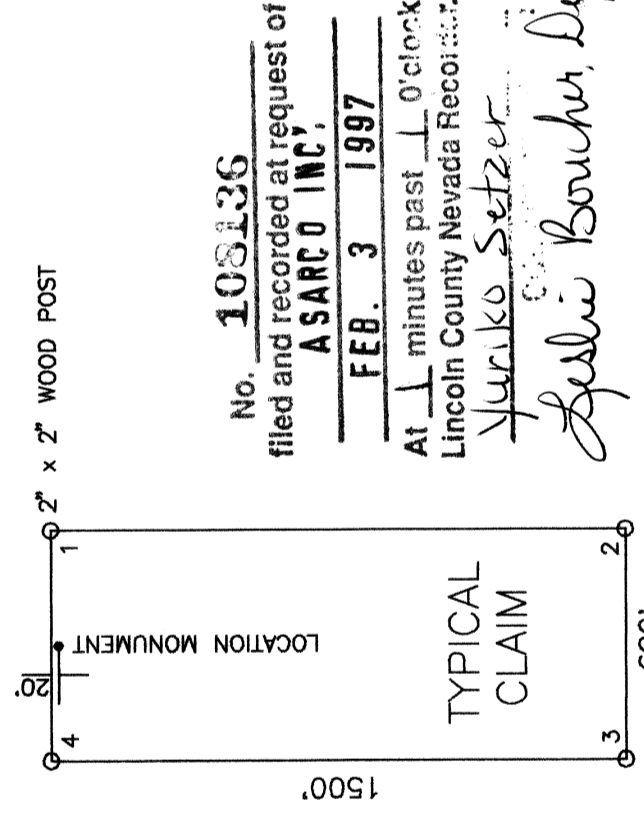 No. 108136
filed and recorded at request of
ASARCO INC.
FEB. 3 1997
At 1 minutes past 1 O'clock
Lincoln County Nevada Recorder.
Yuriko Setzer
Leslie Boucher,
2" x 2" WOOD POST
1
2
3
4
20'
LOCATION MONUMENT
TYPICAL
CLAIM
1500'